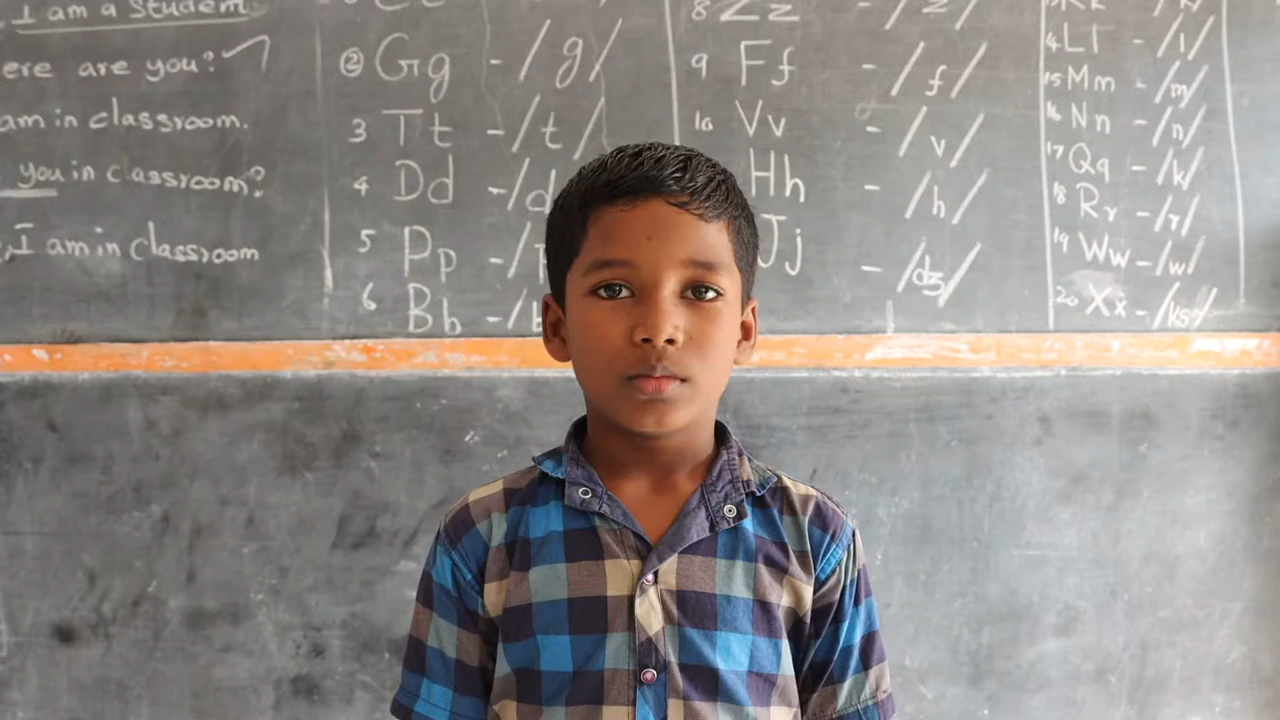 I am a student
ere are you?
am in classroom.
you in classroom?
I am in classroom
② Gg - /g/
3 Tt - /t/
4 Dd - /d
5 Pp - /
6 Bb - /
8 Zz - /z/
9 Ff - /f/
10 Vv - /v/
Hh - /h/
Jj - /dʒ/
14 Ll - /l/
15 Mm - /m/
16 Nn - /n/
17 Qq - /k/
18 Rr - /r/
19 Ww - /w/
20 Xx - /ks/